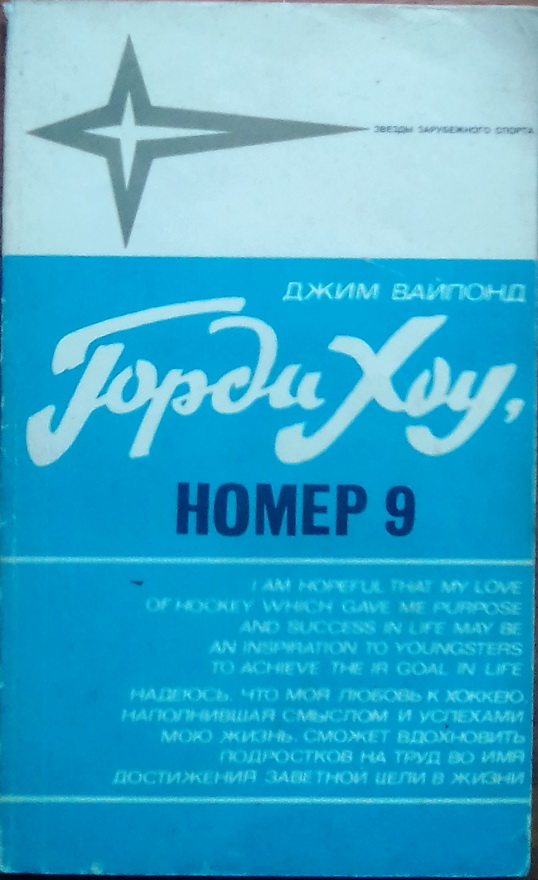 ЗВЕЗДЫ ЗАРУБЕЖНОГО СПОРТА
ДЖИМ ВАЙПОНД
Горди Хоу,
НОМЕР 9
I AM HOPEFUL THAT MY LOVE
OF HOCKEY WHICH GAVE ME PURPOSE
AND SUCCESS IN LIFE MAY BE
AN INSPIRATION TO YOUNGSTERS
TO ACHIEVE THE IR GOAL IN LIFE
НАДЕЮСЬ, ЧТО МОЯ ЛЮБОВЬ К ХОККЕЮ,
НАПОЛНИВШАЯ СМЫСЛОМ И УСПЕХАМИ
МОЮ ЖИЗНЬ, СМОЖЕТ ВДОХНОВИТЬ
ПОДРОСТКОВ НА ТРУД ВО ИМЯ
ДОСТИЖЕНИЯ ЗАВЕТНОЙ ЦЕЛИ В ЖИЗНИ